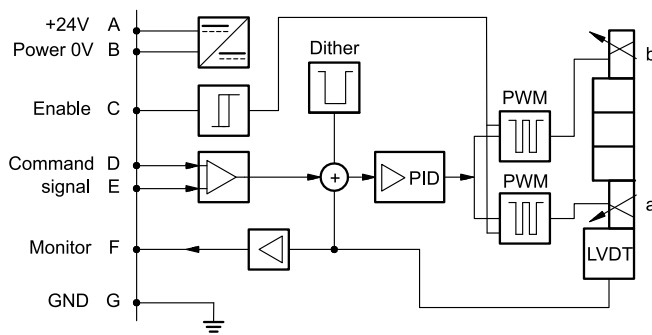 +24V A
Power 0V B
Dither
b
Enable C
PWM
Command D
signal E
+
PID
PWM
a
Monitor F
LVDT
GND G